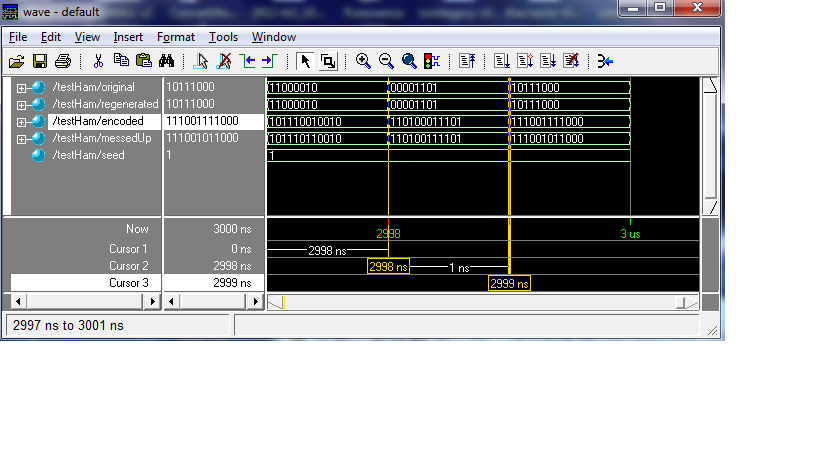 wave - default
File Edit View Insert Format Tools Window
/testHam/original 10111000 11000010 00001101 10111000
/testHam/regenerated 10111000 11000010 00001101 10111000
/testHam/encoded 111001111000 101110010010 110100011101 111001111000
/testHam/messedUp 111001011000 101110110010 110100111101 111001011000
/testHam/seed 1 1
Now 3000 ns 2998 3 us
Cursor 1 0 ns 2998 ns
Cursor 2 2998 ns 2998 ns 1 ns
Cursor 3 2999 ns 2999 ns
2997 ns to 3001 ns